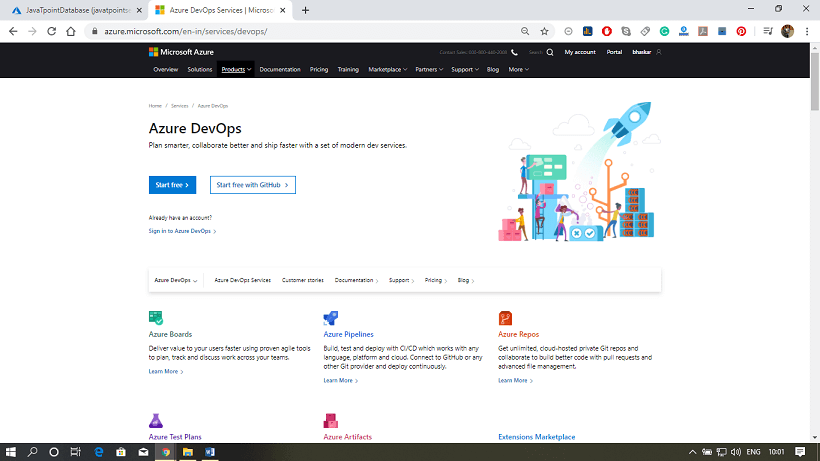 JavaTpointDatabase (javatpointse
Azure DevOps Services | Microso
azure.microsoft.com/en-in/services/devops/
Microsoft Azure
Search
My account
Portal
bhaskar
Overview Solutions Products Documentation Pricing Training Marketplace Partners Support Blog More
Home / Services / Azure DevOps
Azure DevOps
Plan smarter, collaborate better and ship faster with a set of modern dev services.
Start free
Start free with GitHub
Already have an account?
Sign in to Azure DevOps
Azure DevOps Azure DevOps Services Customer stories Documentation Support Pricing Blog
Azure Boards
Deliver value to your users faster using proven agile tools
to plan, track and discuss work across your teams.
Learn More
Azure Pipelines
Build, test and deploy with CI/CD which works with any
language, platform and cloud. Connect to GitHub or any
other Git provider and deploy continuously.
Learn More
Azure Repos
Get unlimited, cloud-hosted private Git repos and
collaborate to build better code with pull requests and
advanced file management.
Learn More
Azure Test Plans
Azure Artifacts
Extensions Marketplace
ENG
10:01